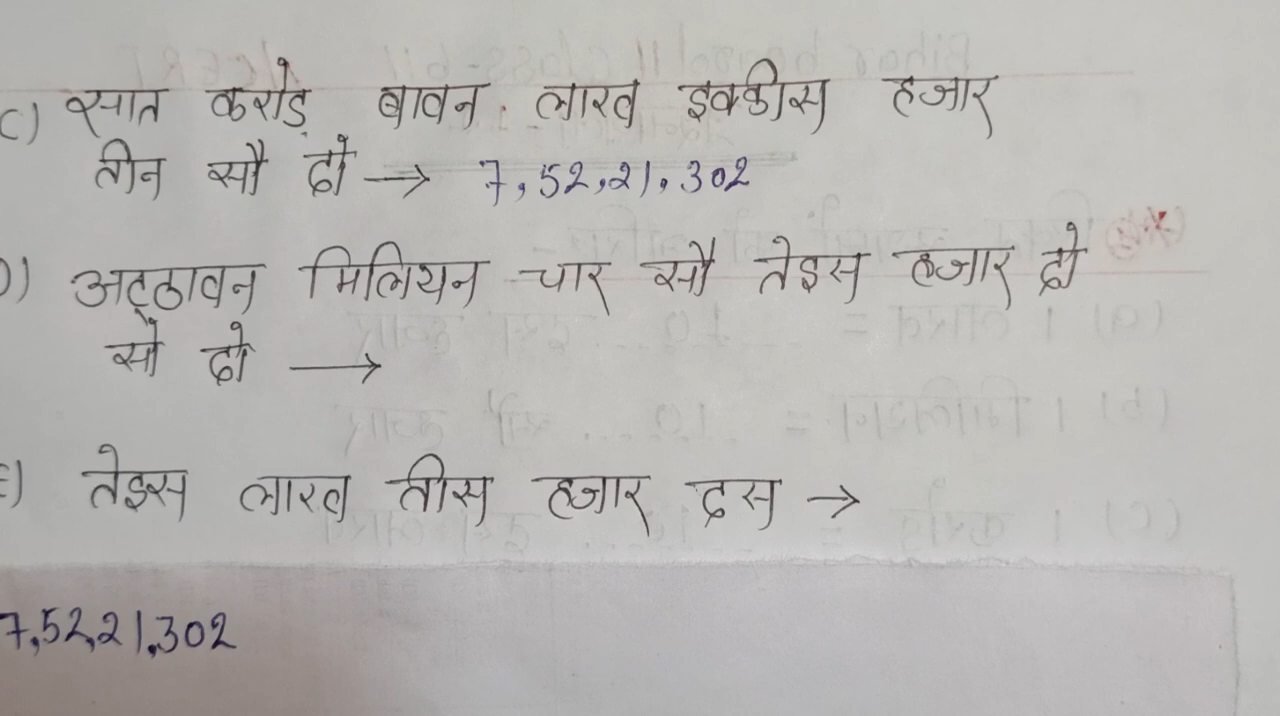 C) सात करोड़ बावन लाख इक्कीस हजार
तीन सौ दो → 7,52,21,302
D) अट्ठावन मिलियन चार सौ तेइस हजार दो
सौ दो →
E) तेइस लाख तीस हजार दस →
7,52,21,302